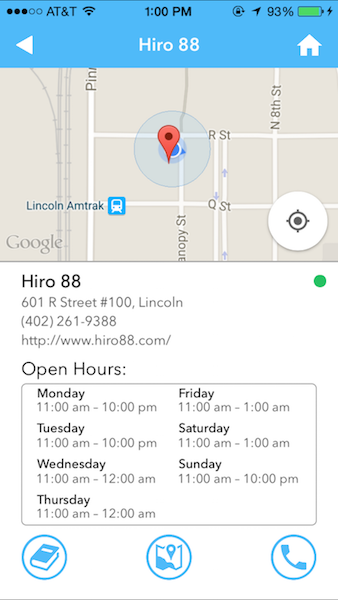 AT&T 1:00 PM 93%
Hiro 88
Pin
R St
N 8th St
Lincoln Amtrak
Q St
anopy St
Google
Hiro 88
601 R Street #100, Lincoln
(402) 261-9388
http://www.hiro88.com/
Open Hours:
Monday
11:00 am – 10:00 pm
Tuesday
11:00 am – 10:00 pm
Wednesday
11:00 am – 12:00 am
Thursday
11:00 am – 12:00 am
Friday
11:00 am – 1:00 am
Saturday
11:00 am – 1:00 am
Sunday
11:00 am – 10:00 pm